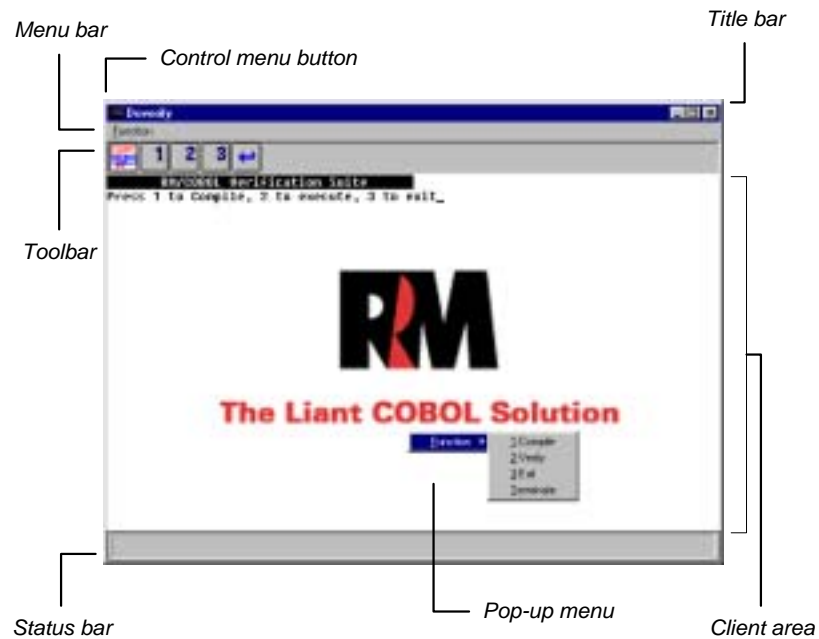 Title bar
Menu bar
Control menu button
Doverify
Function
1 2 3
RM/COBOL Verification Suite
Press 1 to Compile, 2 to execute, 3 to exit_
Toolbar
RM
The Liant COBOL Solution
Function
1 Compile
2 Verify
3 Exit
Terminate
Pop-up menu
Status bar
Client area